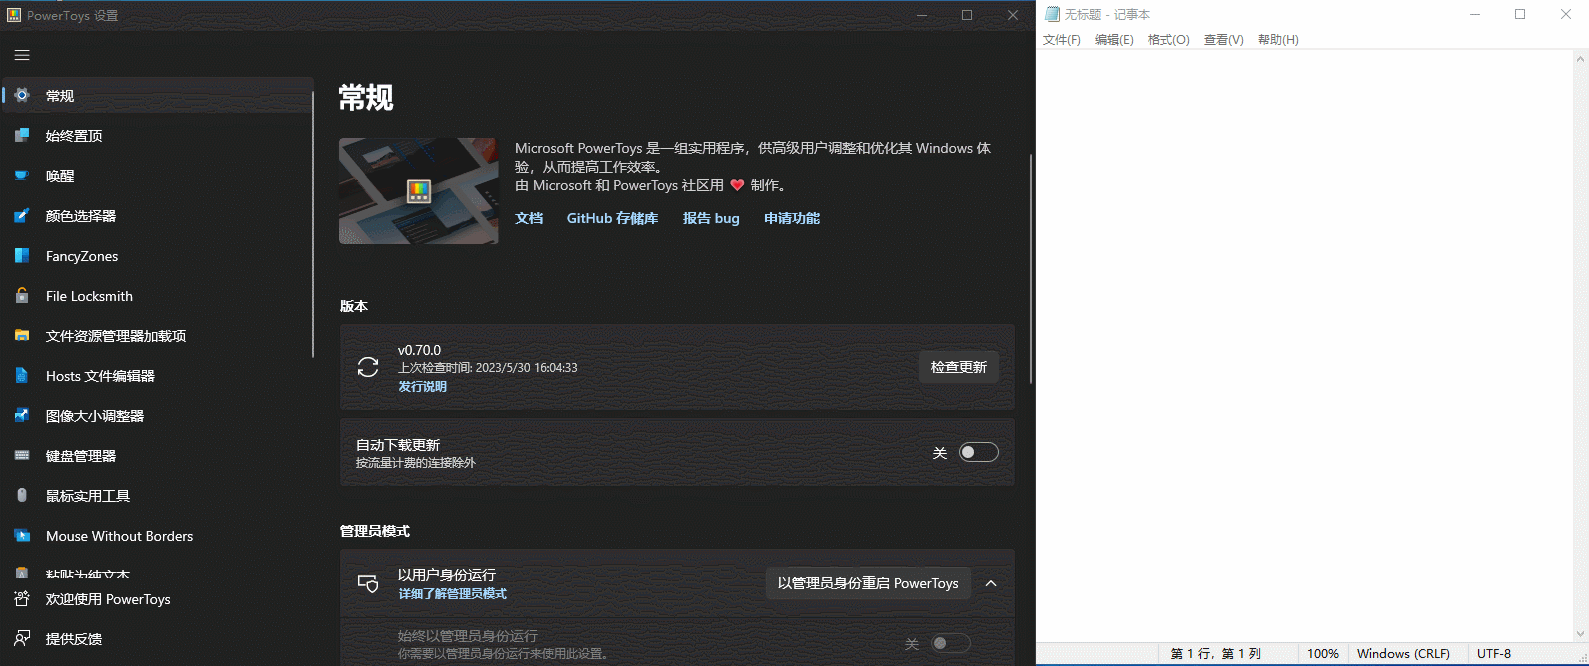 PowerToys 设置
常规
始终置顶
唤醒
颜色选择器
FancyZones
File Locksmith
文件资源管理器加载项
Hosts 文件编辑器
图像大小调整器
键盘管理器
鼠标实用工具
Mouse Without Borders
粘贴为纯文本
欢迎使用 PowerToys
提供反馈
常规
Microsoft PowerToys 是一组实用程序，供高级用户调整和优化其 Windows 体
验，从而提高工作效率。
由 Microsoft 和 PowerToys 社区用 ❤ 制作。
文档 GitHub 存储库 报告 bug 申请功能
版本
v0.70.0
上次检查时间: 2023/5/30 16:04:33
发行说明
检查更新
自动下载更新
按流量计费的连接除外
关
管理员模式
以用户身份运行
详细了解管理员模式
以管理员身份重启 PowerToys
始终以管理员身份运行
你需要以管理员身份运行来使用此设置。
关
无标题 - 记事本
文件(F) 编辑(E) 格式(O) 查看(V) 帮助(H)
第 1 行，第 1 列 100% Windows (CRLF) UTF-8